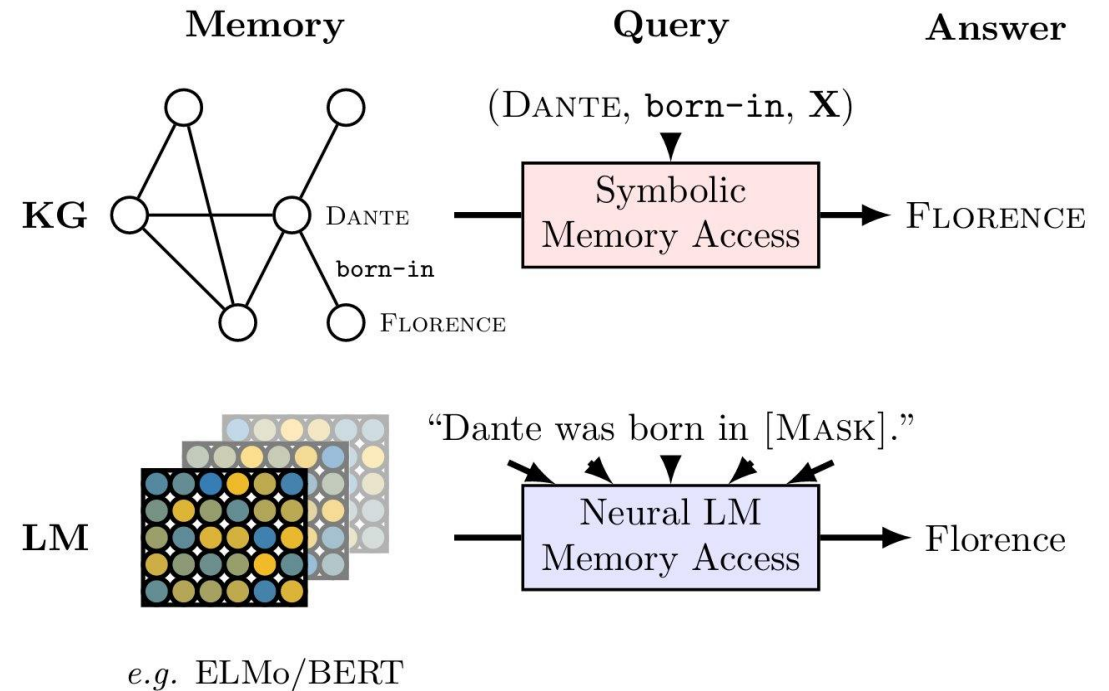 Memory
Query
Answer
KG
DANTE
born-in
FLORENCE
(DANTE, born-in, X)
Symbolic
Memory Access
FLORENCE
LM
e.g. ELMo/BERT
“Dante was born in [MASK].”
Neural LM
Memory Access
Florence